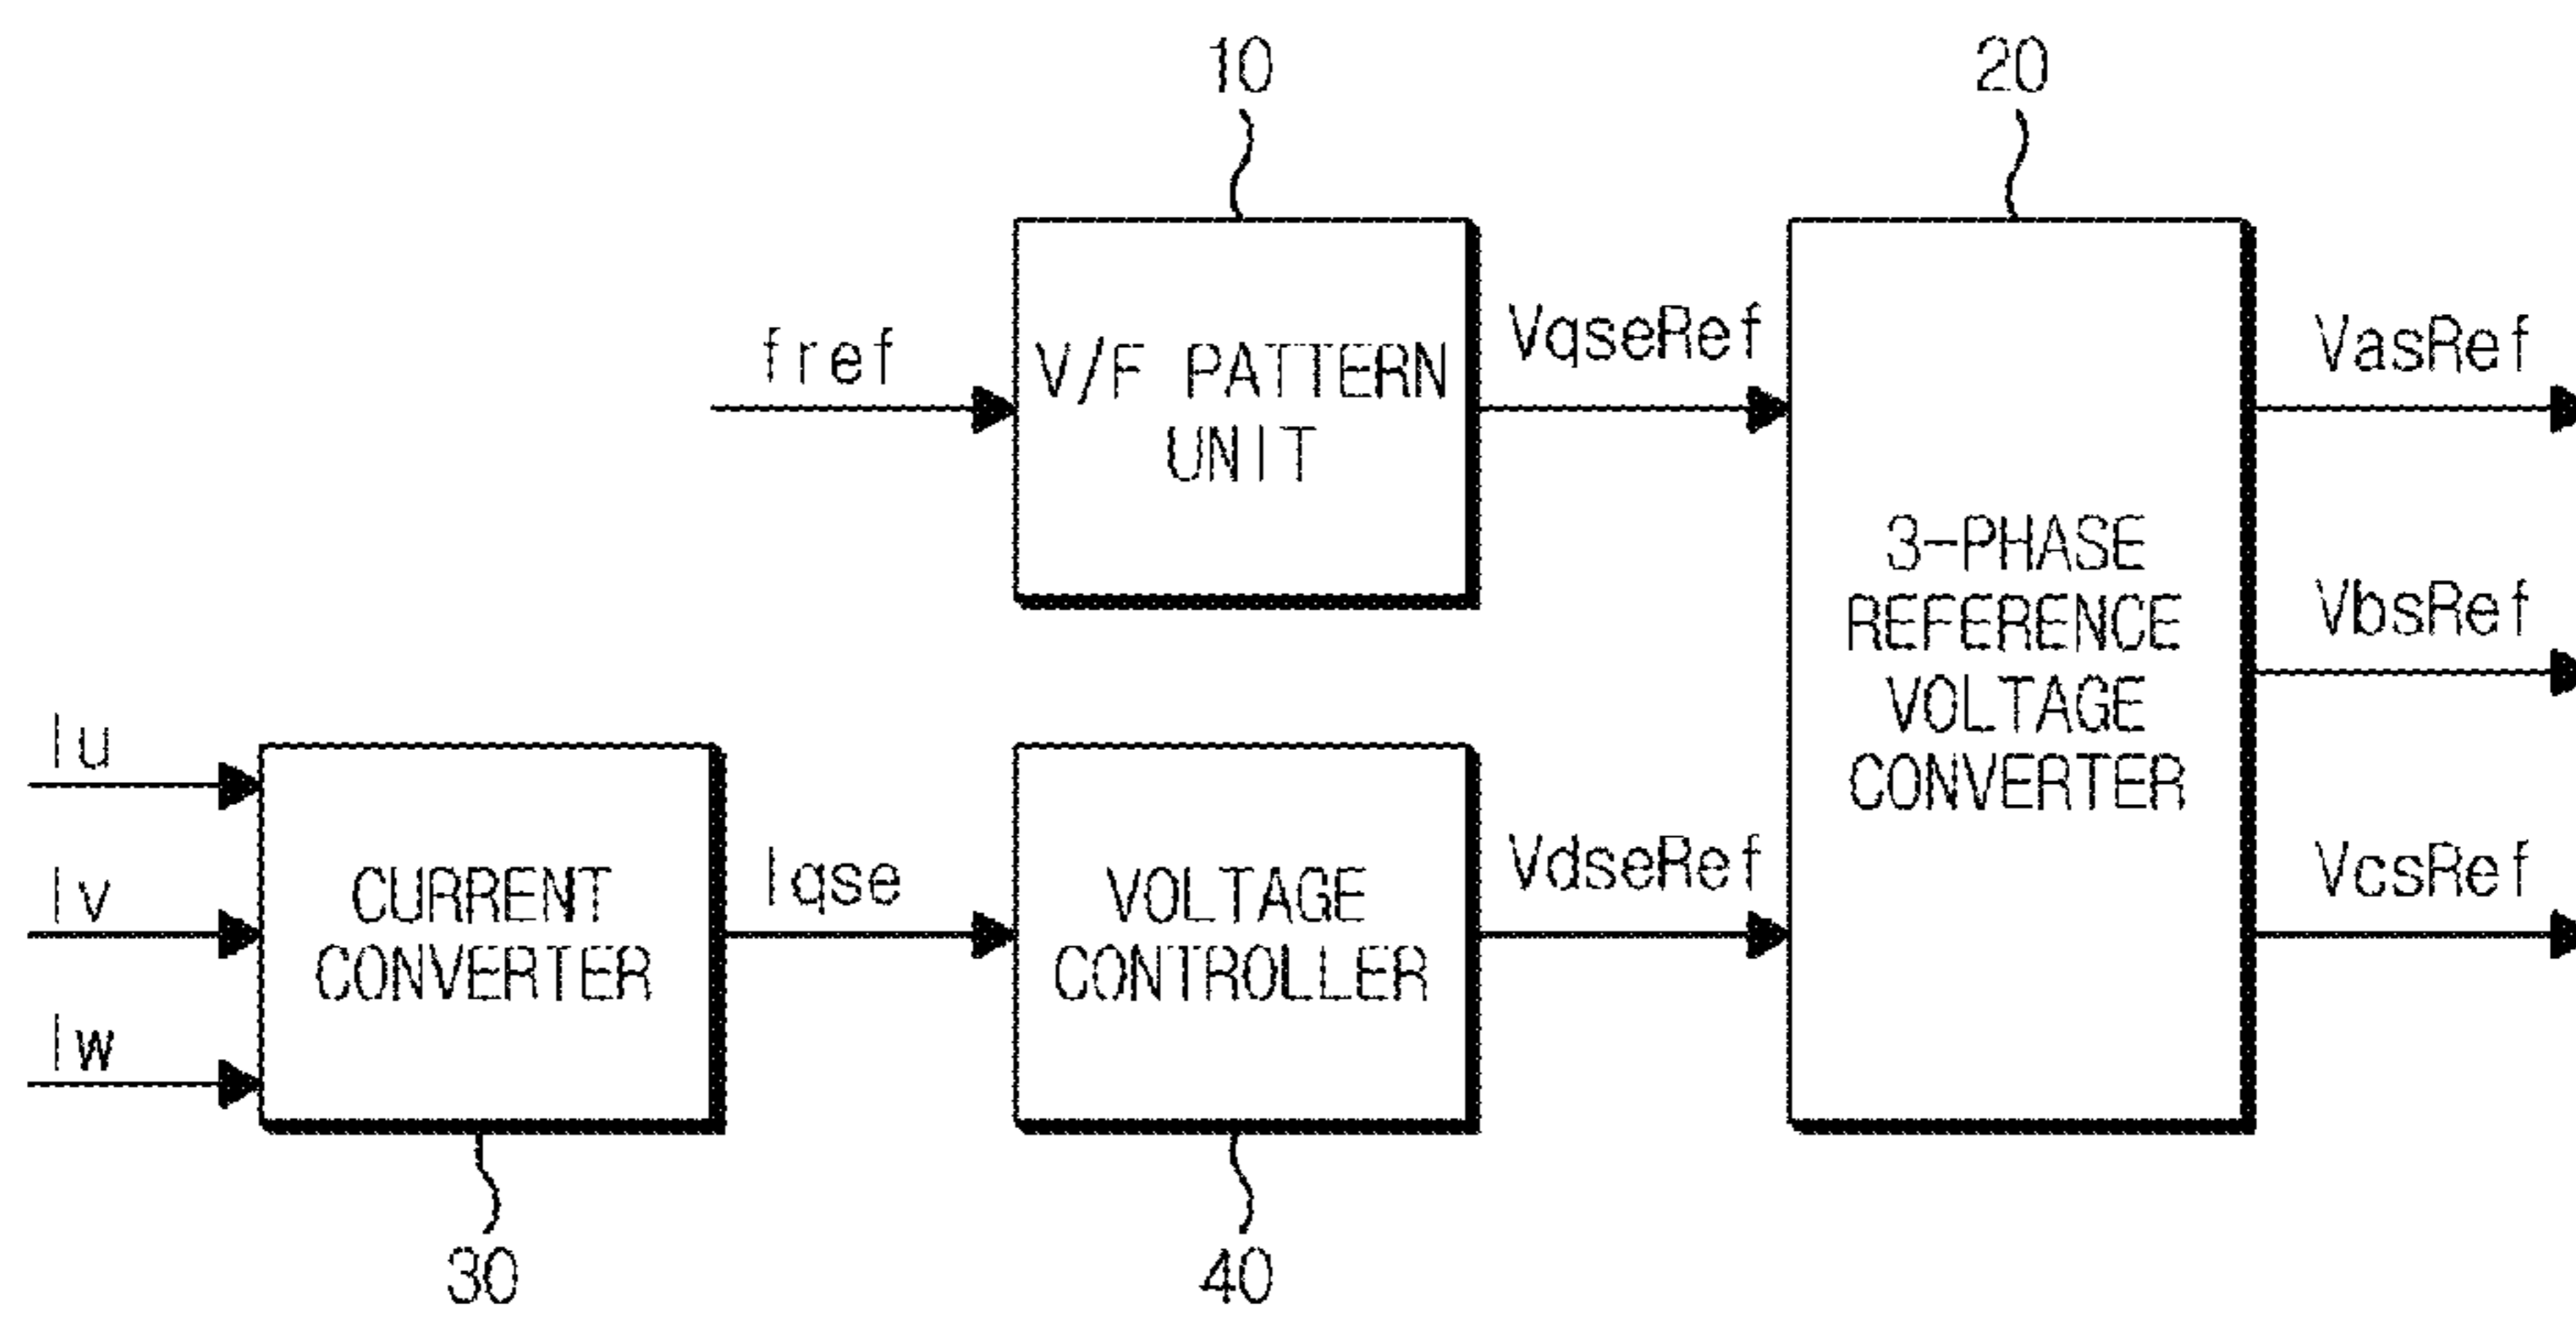 10
20
fref
V/F PATTERN
UNIT
VqseRef
VasRef
3-PHASE
REFERENCE
VOLTAGE
CONVERTER
VbsRef
Iu
Iv
Iw
CURRENT
CONVERTER
Iqse
VOLTAGE
CONTROLLER
VdseRef
VcsRef
30
40